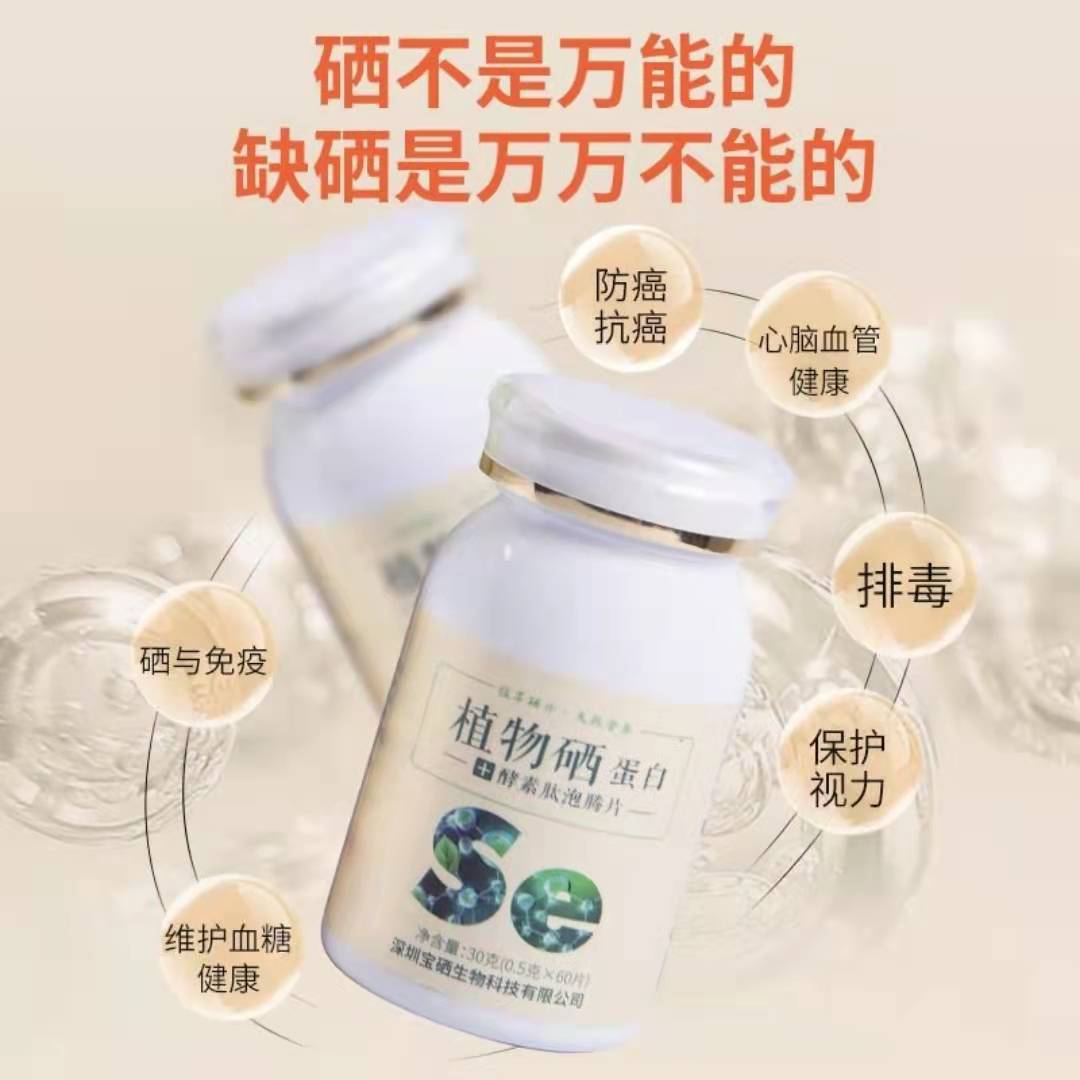 硒不是万能的
缺硒是万万不能的
防癌
抗癌
心脑血管
健康
排毒
保护
视力
硒与免疫
维护血糖
健康
植物硒蛋白
+酵素肽泡腾片
Se
净含量:30克(0.5克×60片)
深圳宝硒生物科技有限公司